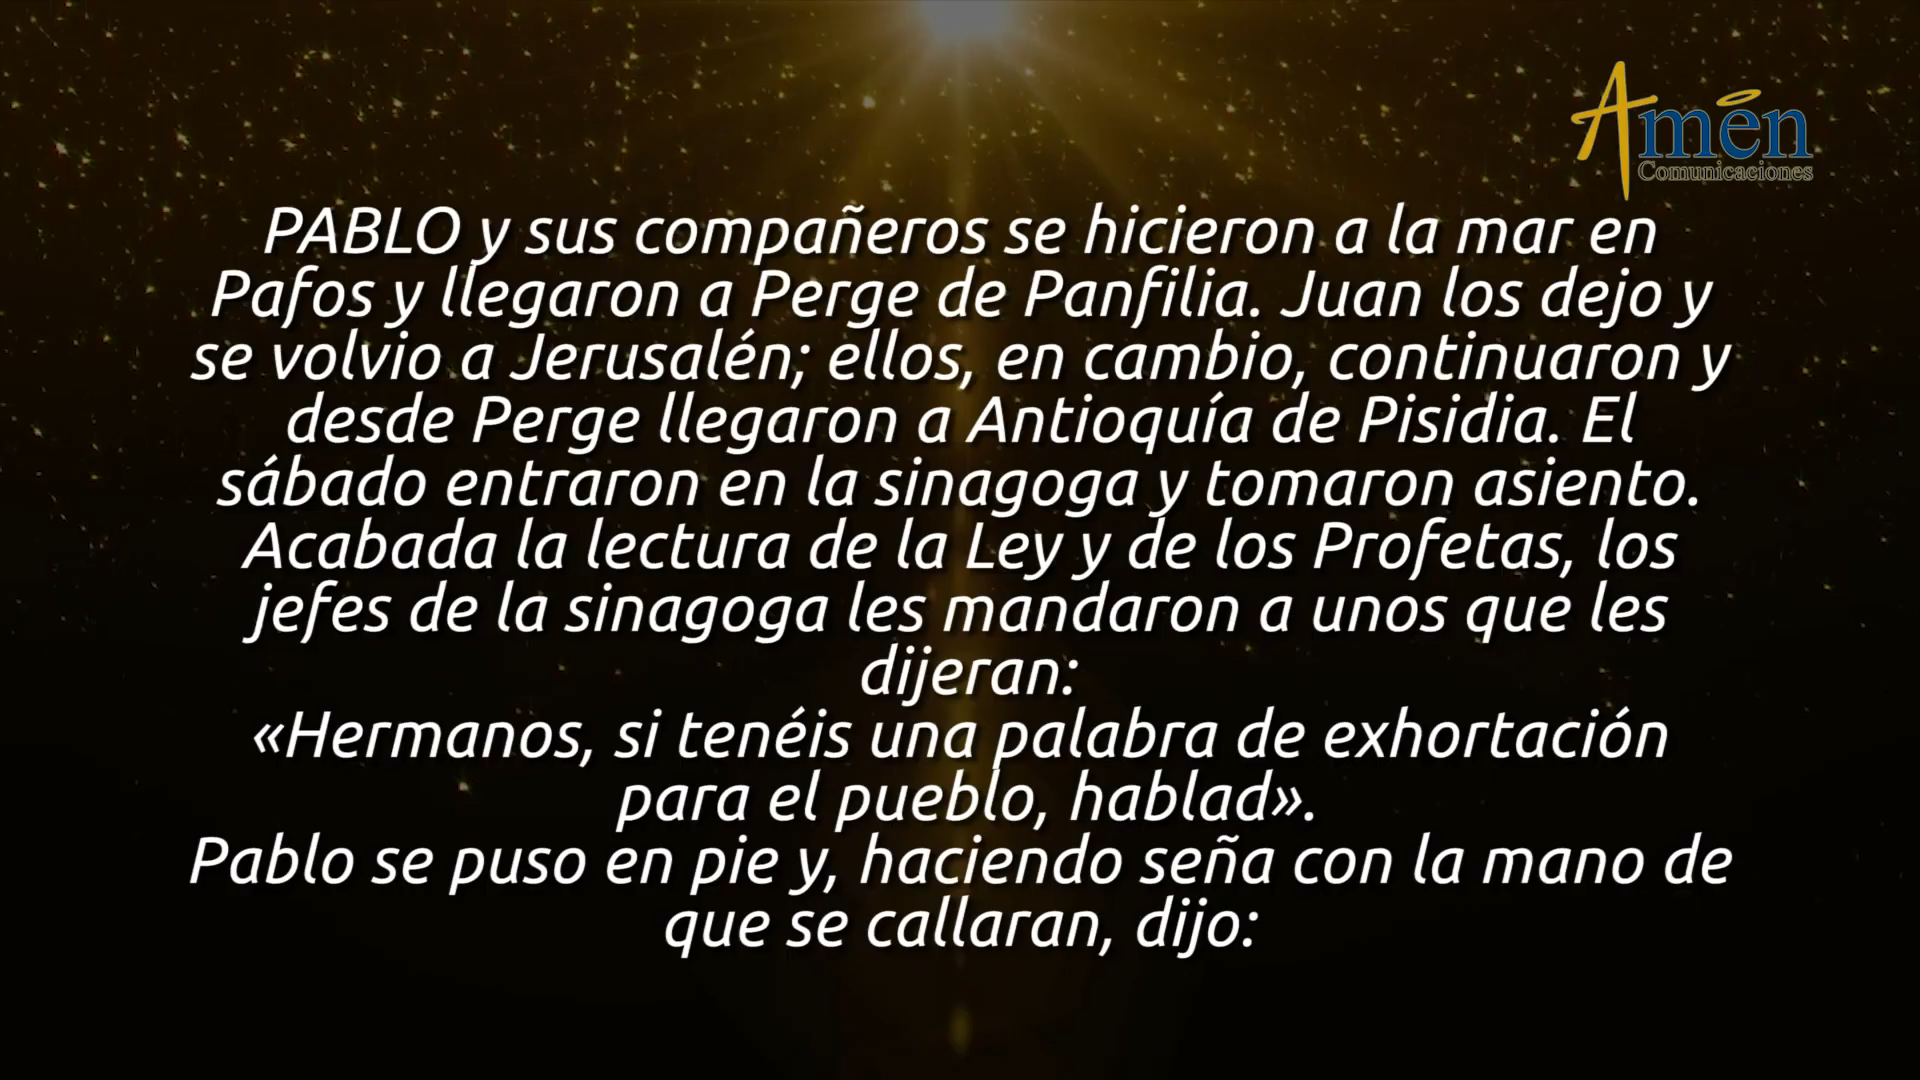 Amén
Comunicaciones
PABLO y sus compañeros se hicieron a la mar en
Pafos y llegaron a Perge de Panfilia. Juan los dejo y
se volvio a Jerusalén; ellos, en cambio, continuaron y
desde Perge llegaron a Antioquía de Pisidia. El
sábado entraron en la sinagoga y tomaron asiento.
Acabada la lectura de la Ley y de los Profetas, los
jefes de la sinagoga les mandaron a unos que les
dijeran:
«Hermanos, si tenéis una palabra de exhortación
para el pueblo, hablad».
Pablo se puso en pie y, haciendo seña con la mano de
que se callaran, dijo: